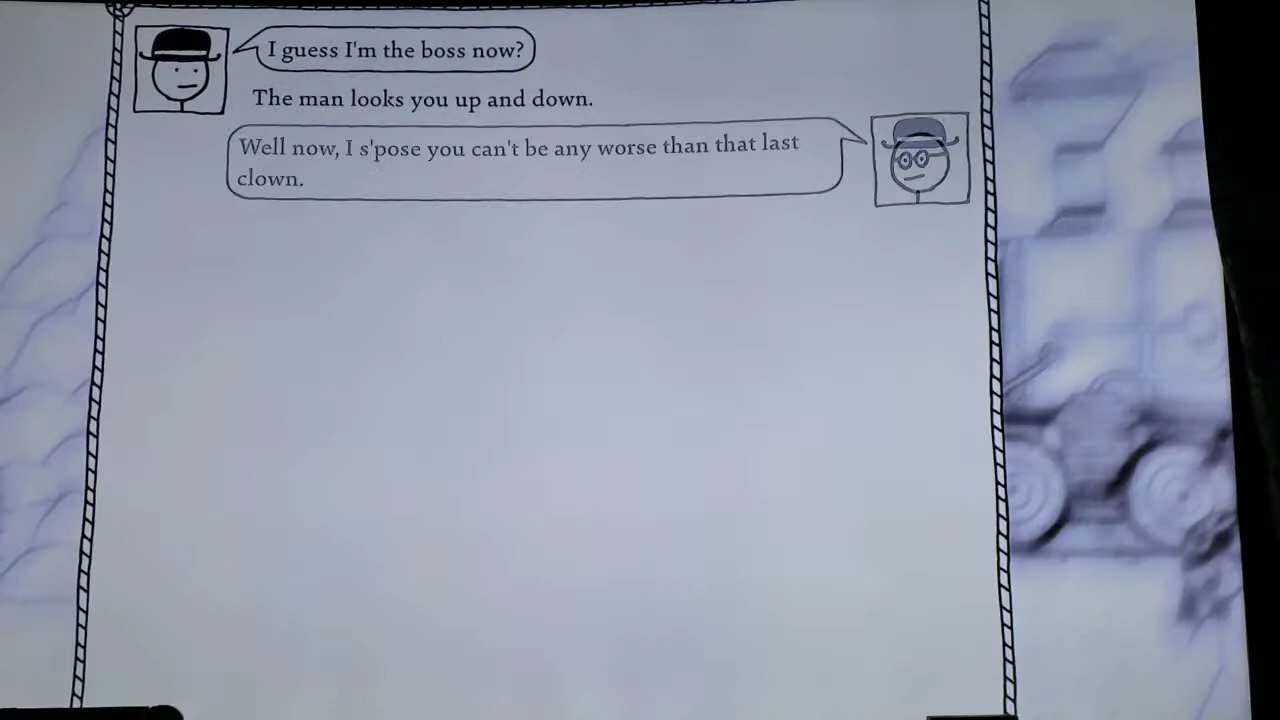 I guess I'm the boss now?
The man looks you up and down.
Well now, I s'pose you can't be any worse than that last
clown.